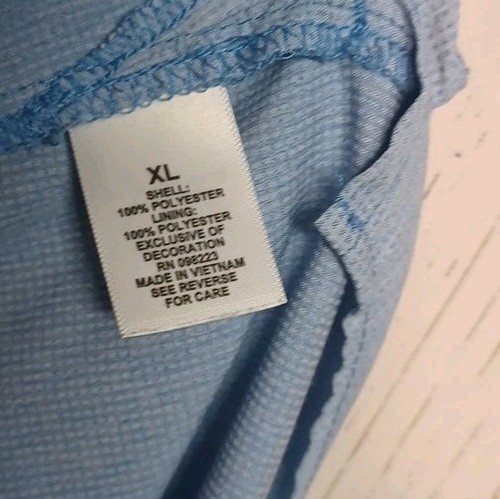 XL
SHELL:
100% POLYESTER
LINING:
100% POLYESTER
EXCLUSIVE OF
DECORATION
RN 098223
MADE IN VIETNAM
SEE REVERSE
FOR CARE